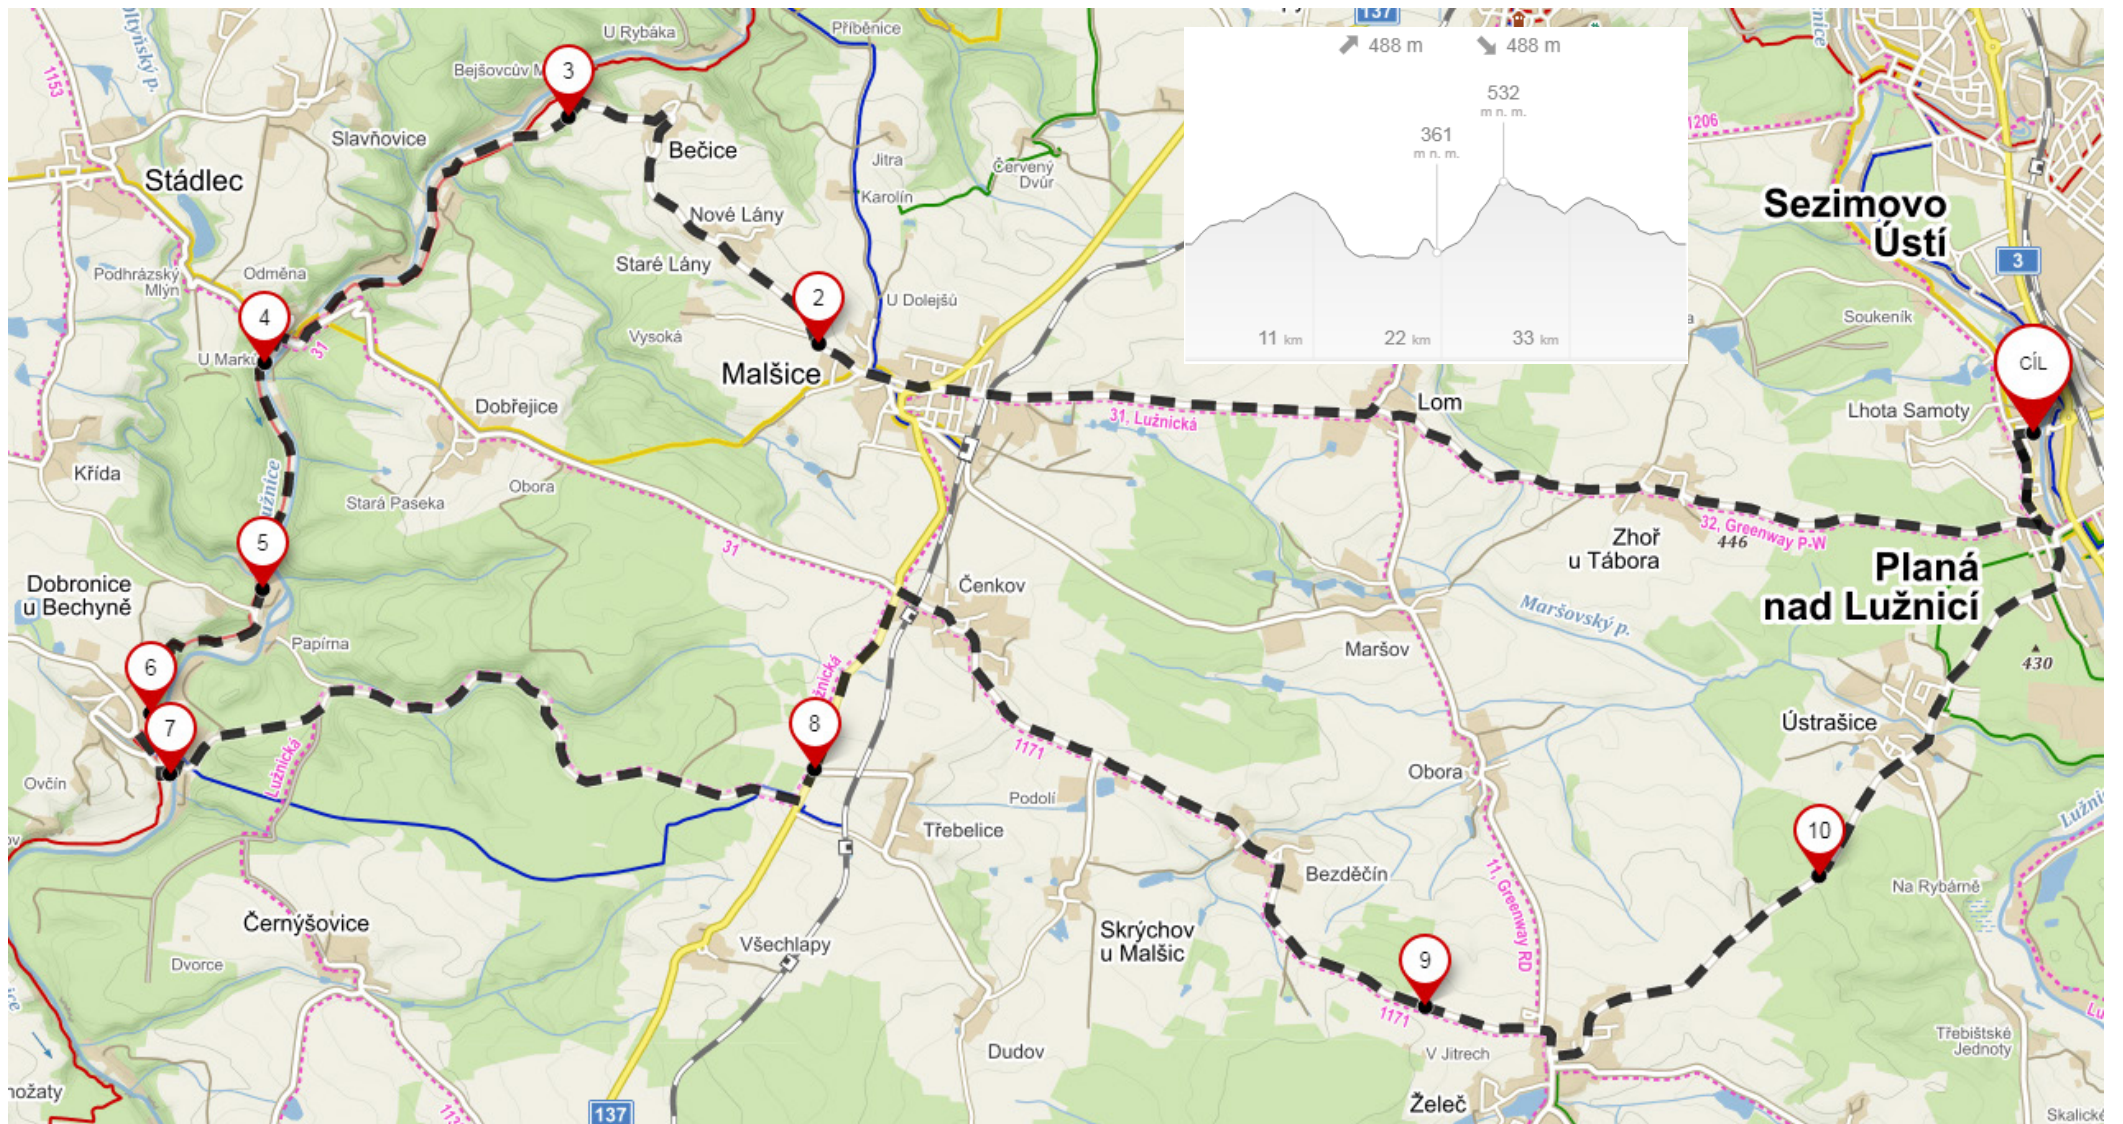 137
U Rybáka
Příběnice
488 m
488 m
1153
3
532
m n. m.
361
m n. m.
1206
Slavňovice
Bečice
Jitra
Červený
Dvůr
Stádlec
Karolín
Sezimovo
Ústí
Nové Lány
Staré Lány
3
Podhrázský
Mlýn
Odměna
2
U Dolejšů
4
Vysoká
Soukeník
11 km
22 km
33 km
31
Malšice
CÍL
Dobřejice
31, Lužnická
Lom
Lhota Samoty
Křída
Stará Paseka
Obora
32, Greenway P-W
446
Zhoř
u Tábora
5
31
Planá
nad Lužnicí
Dobronice
u Bechyně
Čenkov
Maršovský p.
Papírna
Maršov
430
6
7
8
Ústrašice
Lužnická
1171
Ovčín
Obora
Podolí
10
Třebelice
Bezděčín
Na Rybárně
11, Greenway RD
Černýšovice
Skrýchov
u Malšic
Všechlapy
9
Dvorce
1171
Třebištské
Jednoty
Dudov
V Jitrech
Želeč
137